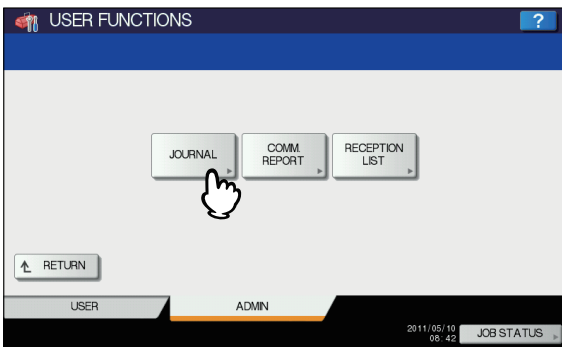 USER FUNCTIONS
?
JOURNAL
COMM.
REPORT
RECEPTION
LIST
RETURN
USER
ADMIN
2011/05/10
08:42
JOB STATUS